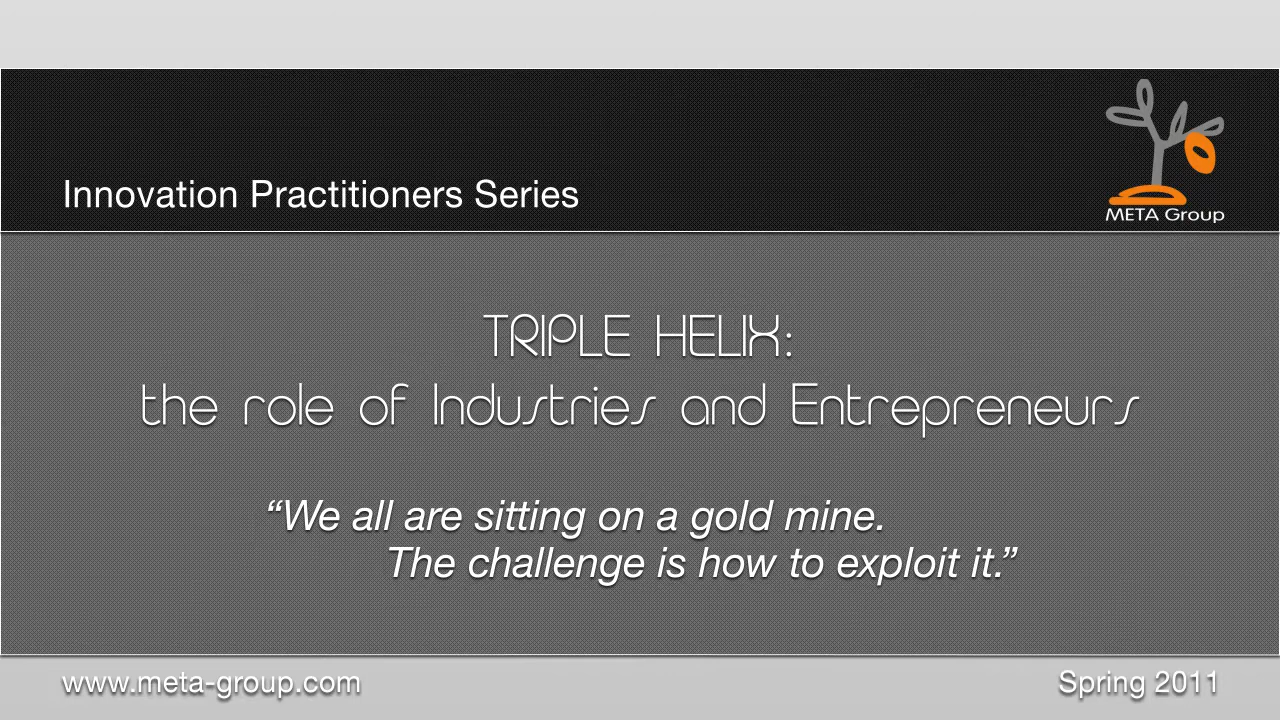 Innovation Practitioners Series
META Group
TRIPLE HELIX:
the role of Industries and Entrepreneurs
“We all are sitting on a gold mine.
The challenge is how to exploit it.”
www.meta-group.com
Spring 2011